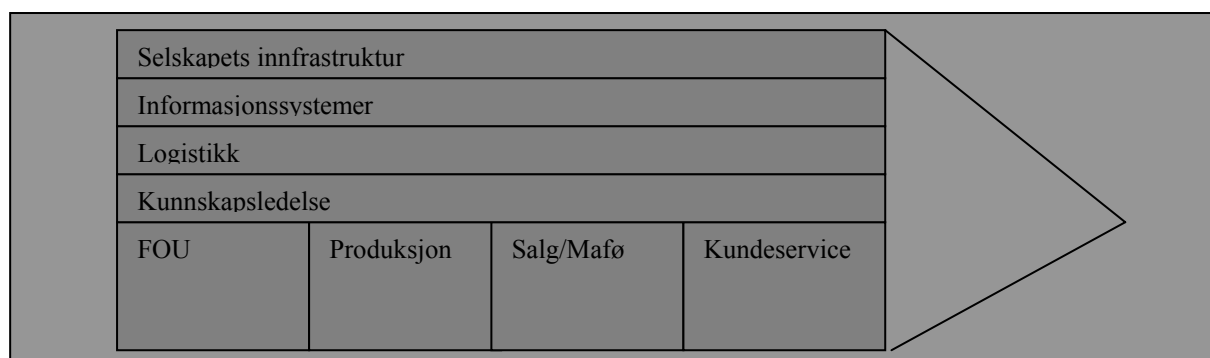 Selskapets innfrastruktur
Informasjonssystemer
Logistikk
Kunnskapsledelse
FOU
Produksjon
Salg/Mafø
Kundeservice